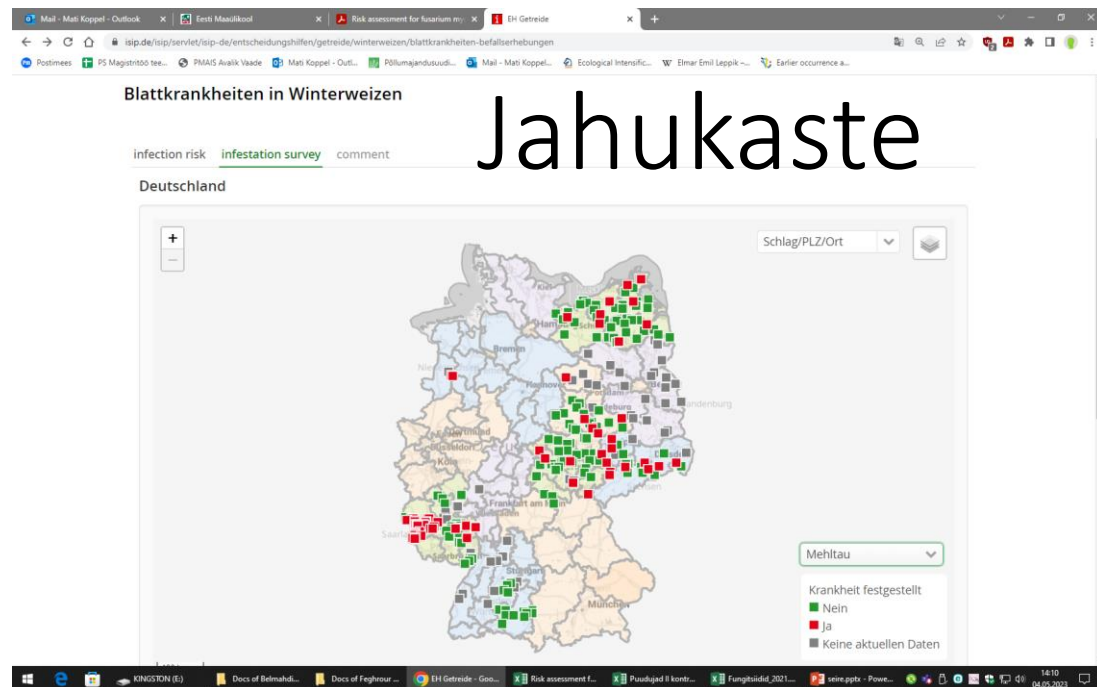 Mail - Mati Koppel - Outlook
Eesti Maaülikool
Risk assessment for fusarium my
EH Getreide
isip.de/isip/servlet/isip-de/entscheidungshilfen/getreide/winterweizen/blattkrankheiten-befallserhebungen
Postimees
PS Magistritöö tee...
PMAIS Avalik Vaade
Mati Koppel - Outl...
Põllumajandusuudi...
Mail - Mati Koppel...
Ecological Intensific...
Elmar Emil Leppik –...
Earlier occurrence a...
Blattkrankheiten in Winterweizen
Jahukaste
infection risk infestation survey comment
Deutschland
+
−
Schlag/PLZ/Ort
Kiel
Bremen
Hannover
Köln
Frankfurt am Main
Stuttgart
München
Mehltau
Krankheit festgestellt
Nein
Ja
Keine aktuellen Daten
KINGSTON (E:)
Docs of Belmahdi...
Docs of Feghrour ...
EH Getreide - Goo...
Risk assessment f...
Puudujad II kontr...
Fungitsiidid_2021....
seire.pptx - Powe...
14:10
04.05.2023